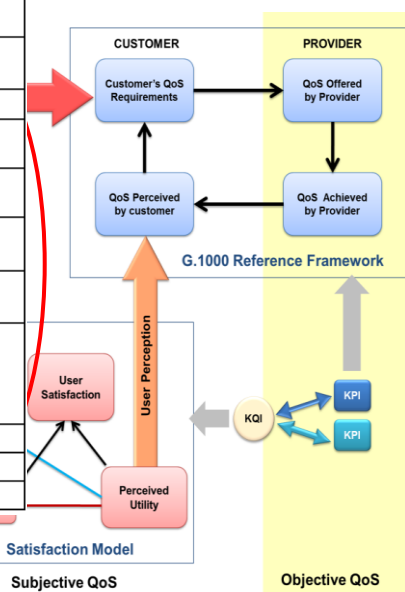 CUSTOMER
PROVIDER
Customer's QoS
Requirements
QoS Offered
by Provider
QoS Perceived
by customer
QoS Achieved
by Provider
G.1000 Reference Framework
User Perception
User
Satisfaction
KQI
KPI
KPI
Perceived
Utility
Satisfaction Model
Subjective QoS
Objective QoS